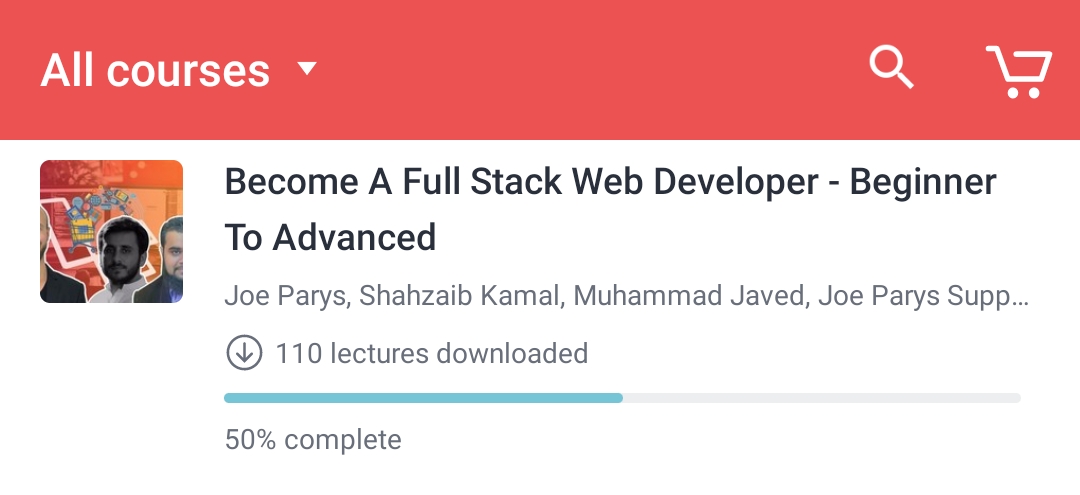 All courses
Become A Full Stack Web Developer - Beginner
To Advanced
Joe Parys, Shahzaib Kamal, Muhammad Javed, Joe Parys Supp...
110 lectures downloaded
50% complete